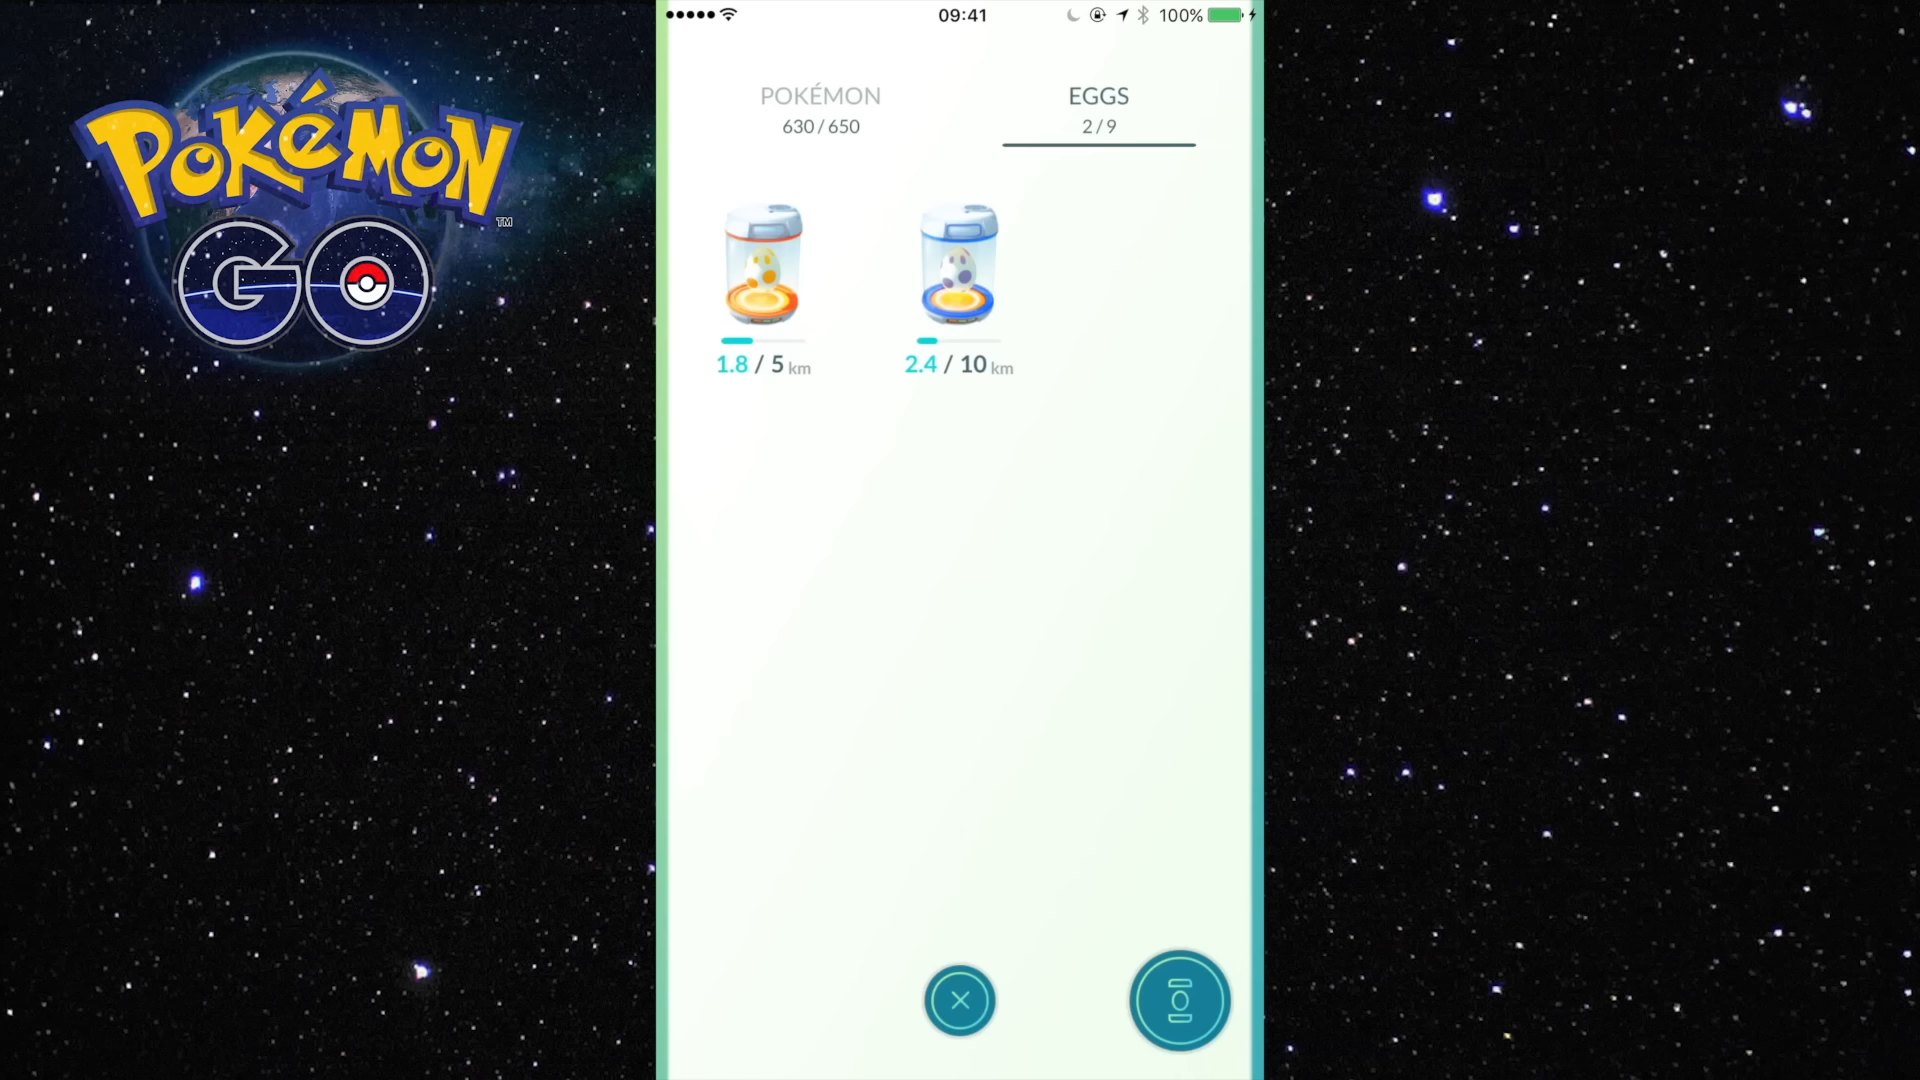 POKÉMON
GO
TM
09:41
100%
POKÉMON
630/650
EGGS
2/9
1.8 / 5 km
2.4 / 10 km